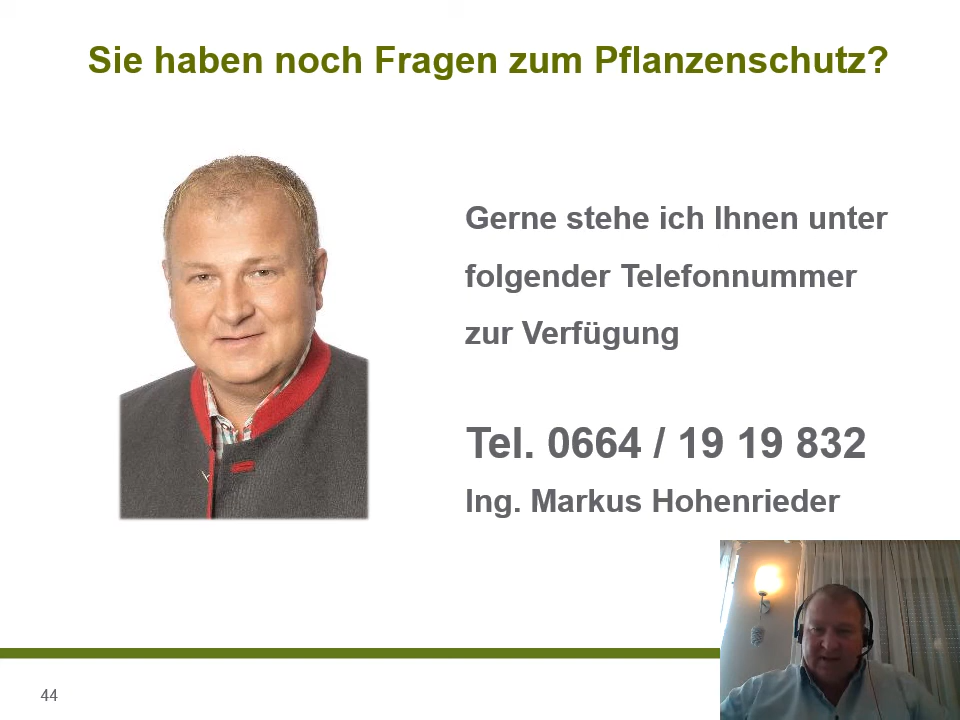 Sie haben noch Fragen zum Pflanzenschutz?
Gerne stehe ich Ihnen unter
folgender Telefonnummer
zur Verfügung
Tel. 0664 / 19 19 832
Ing. Markus Hohenrieder
44